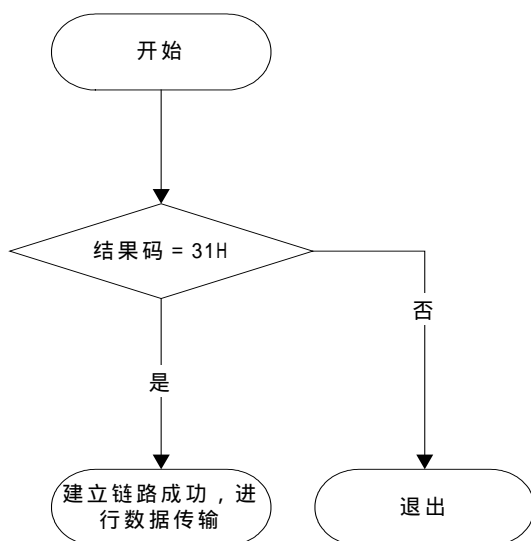 开始
结果码 = 31H
否
是
建立链路成功，进
行数据传输
退出